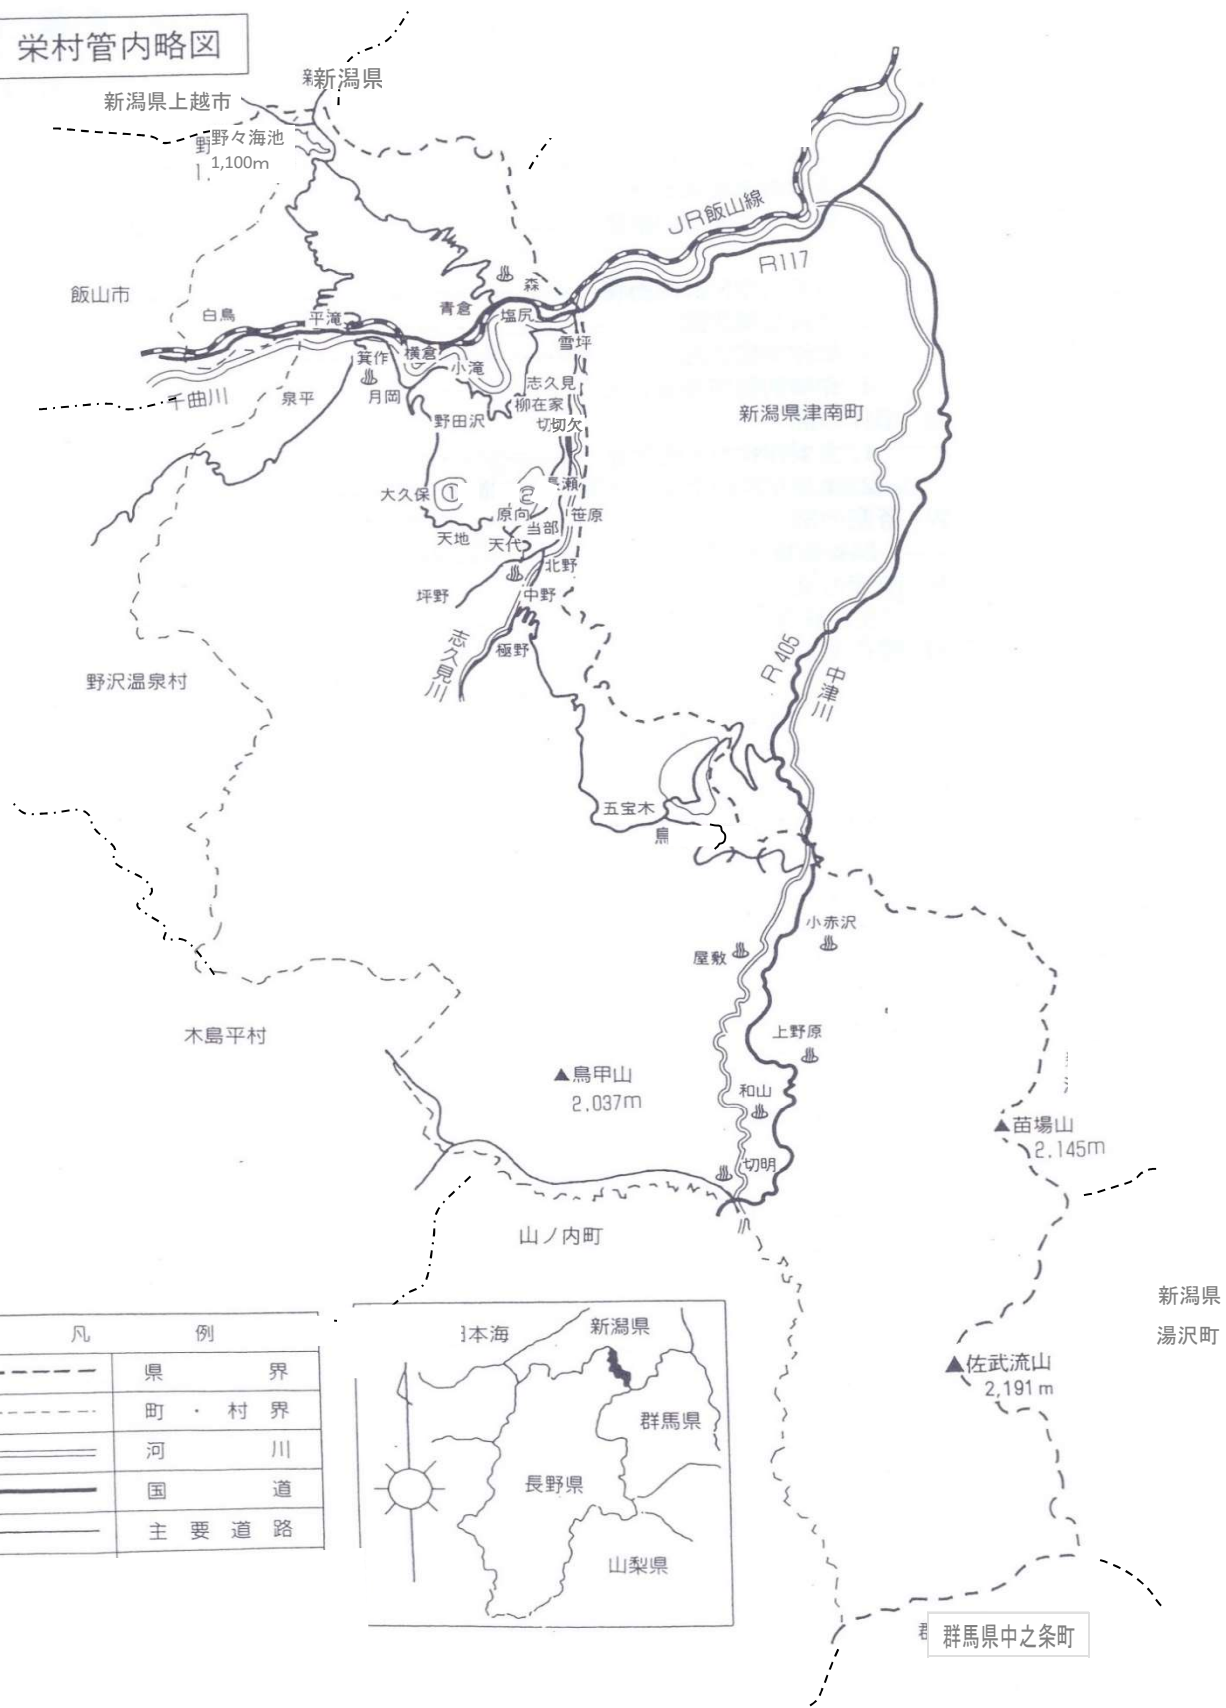 栄村管内略図
新潟県
新潟県上越市
野々海池
1,100m
JR飯山線
R117
飯山市
森
白鳥
平滝
青倉
塩尻
雪坪
箕作
横倉
小滝
志久見
千曲川
泉平
月岡
柳在家
野田沢
切欠
新潟県津南町
大久保
①
②
長瀬
原向
笹原
天地
当部
天代
北野
坪野
中野
志久見川
極野
R405
中津川
野沢温泉村
五宝木
鳥
小赤沢
屋敷
木島平村
上野原
▲鳥甲山
2,037m
和山
▲苗場山
2,145m
切明
山ノ内町
新潟県
湯沢町
▲佐武流山
2,191m
群馬県中之条町
凡例
県界
町・村界
河川
国道
主要道路
日本海
新潟県
群馬県
長野県
山梨県